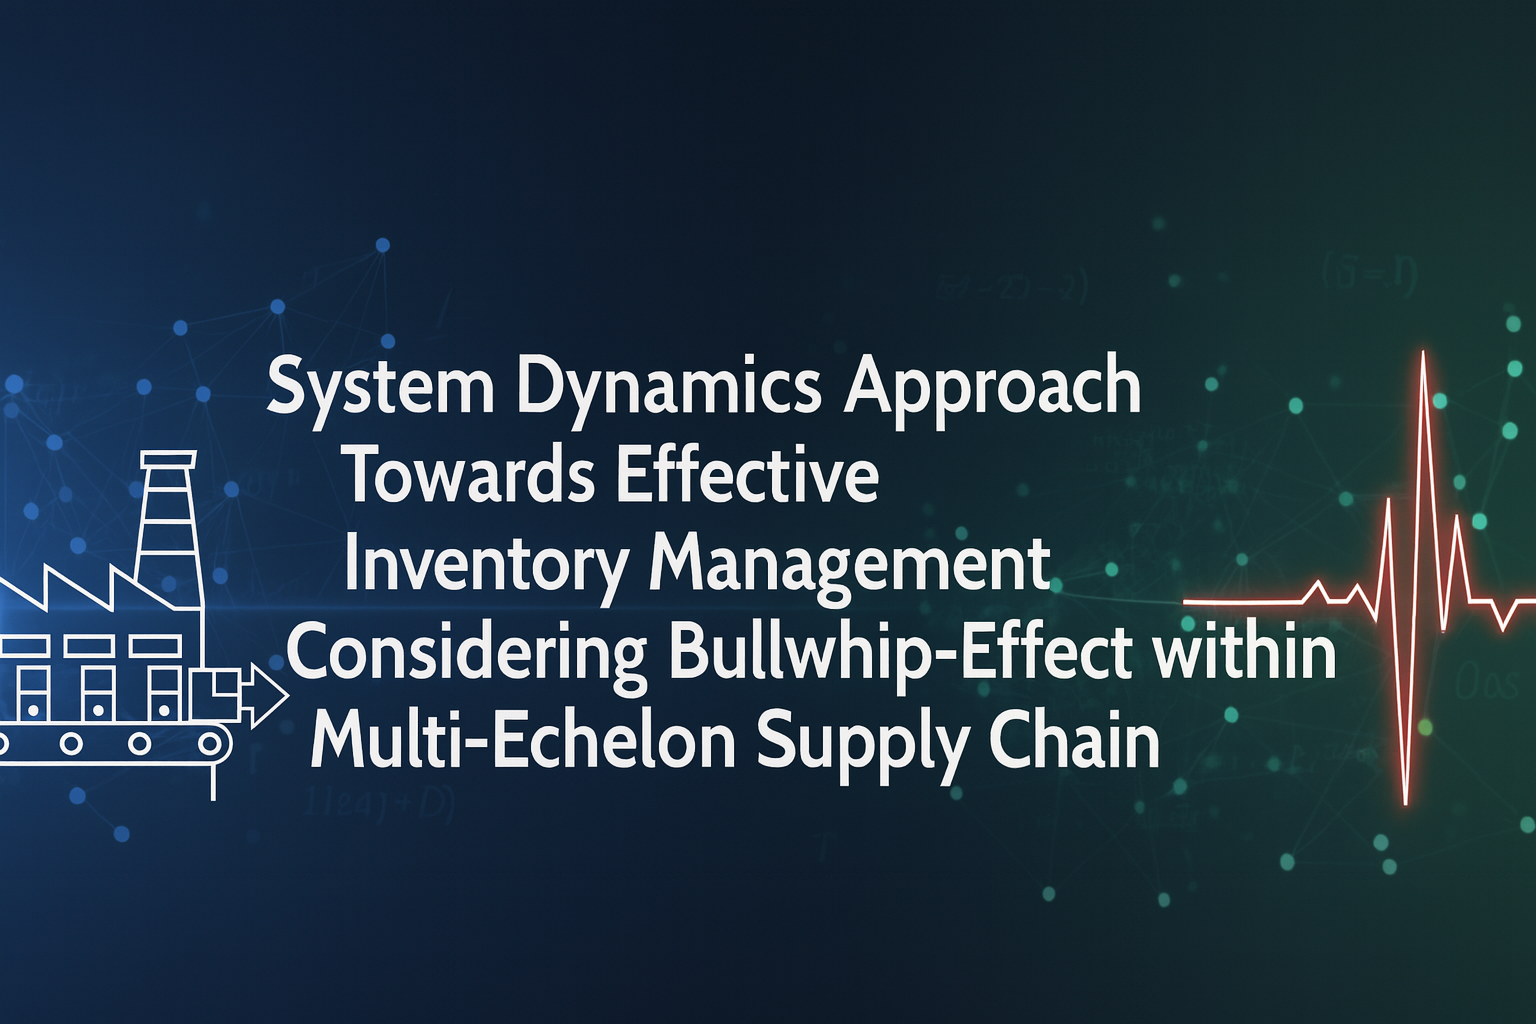 System Dynamics Approach
Towards Effective
Inventory Management
Considering Bullwhip-Effect within
Multi-Echelon Supply Chain